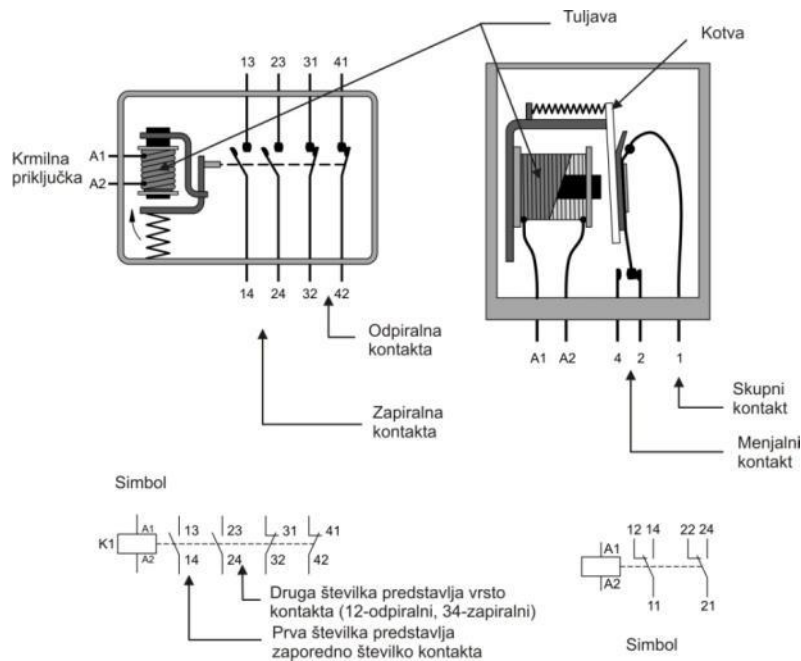 Tuljava
Kotva
13 23 31 41
Krmilna
priključka
A1
A2
14 24 32 42
Odpiralna
kontakta
Zapiralna
kontakta
A1 A2 4 2 1
Skupni
kontakt
Menjalni
kontakt
Simbol
K1
A1
A2
13 23 31 41
14 24 32 42
Druga številka predstavlja vrsto
kontakta (12-odpiralni, 34-zapiralni)
Prva številka predstavlja
zaporedno številko kontakta
A1
A2
12 14 22 24
11 21
Simbol